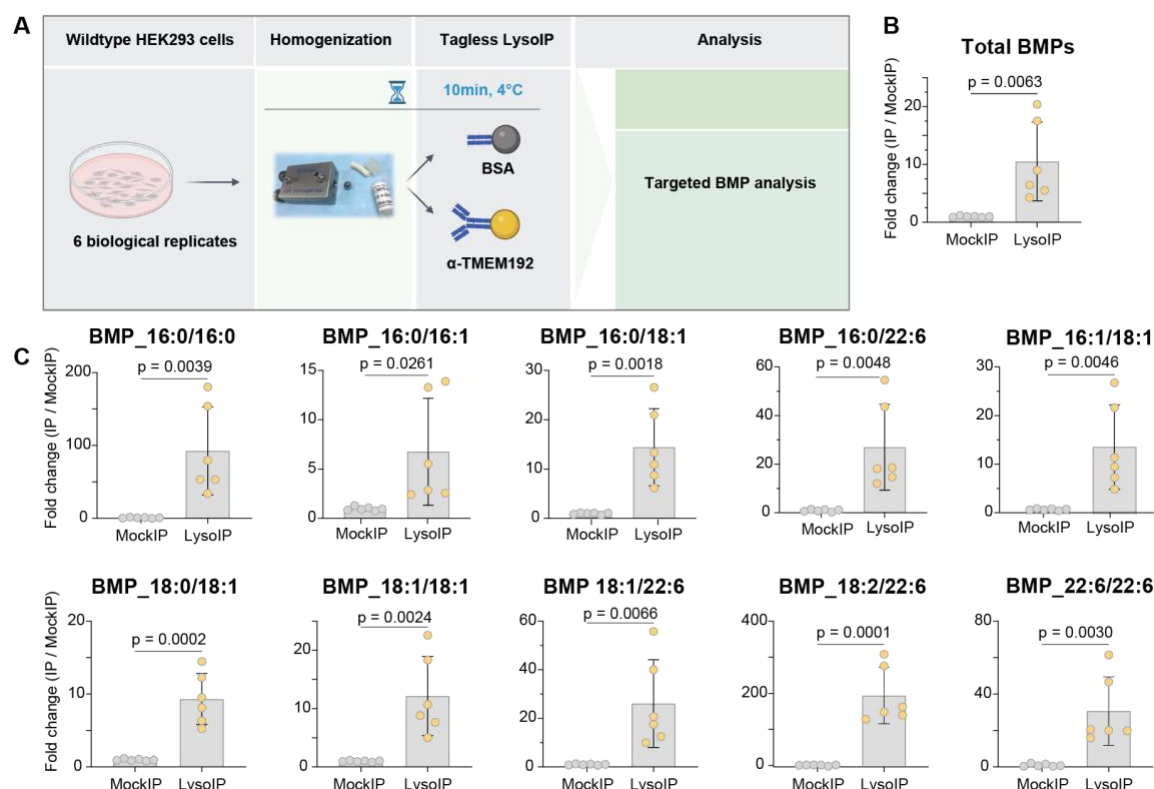 A
Wildtype HEK293 cells
Homogenization
Tagless LysoIP
Analysis
10min, 4°C
BSA
α-TMEM192
6 biological replicates
Targeted BMP analysis
B
Total BMPs
p = 0.0063
Fold change (IP / MockIP)
20
10
0
MockIP
LysoIP
C
BMP_16:0/16:0
p = 0.0039
Fold change (IP / MockIP)
200
100
0
MockIP
LysoIP
BMP_16:0/16:1
p = 0.0261
15
10
5
0
MockIP
LysoIP
BMP_16:0/18:1
p = 0.0018
30
20
10
0
MockIP
LysoIP
BMP_16:0/22:6
p = 0.0048
60
40
20
0
MockIP
LysoIP
BMP_16:1/18:1
p = 0.0046
30
20
10
0
MockIP
LysoIP
BMP_18:0/18:1
p = 0.0002
Fold change (IP / MockIP)
20
10
0
MockIP
LysoIP
BMP_18:1/18:1
p = 0.0024
20
10
0
MockIP
LysoIP
BMP 18:1/22:6
p = 0.0066
60
40
20
0
MockIP
LysoIP
BMP_18:2/22:6
p = 0.0001
400
200
0
MockIP
LysoIP
BMP_22:6/22:6
p = 0.0030
80
40
0
MockIP
LysoIP